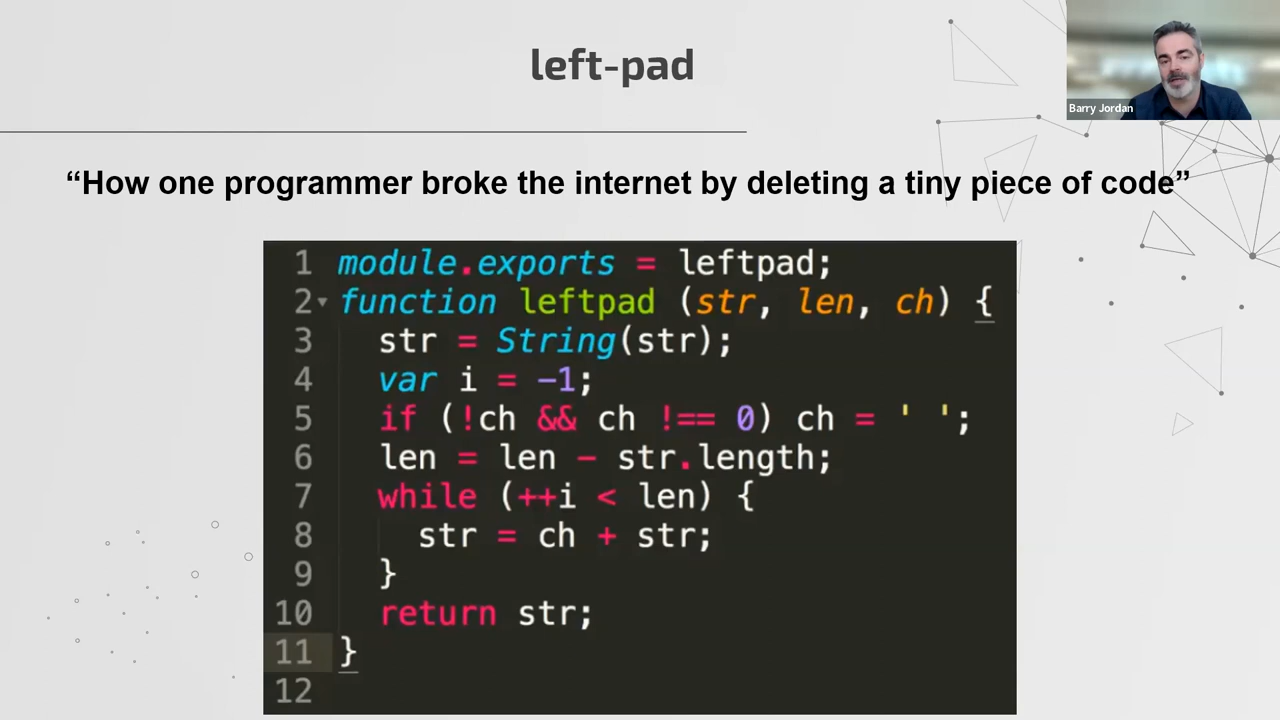 left-pad
Barry Jordan
“How one programmer broke the internet by deleting a tiny piece of code”
1 module.exports = leftpad;
2 function leftpad (str, len, ch) {
3 str = String(str);
4 var i = -1;
5 if (!ch && ch !== 0) ch = ' ';
6 len = len - str.length;
7 while (++i < len) {
8 str = ch + str;
9 }
10 return str;
11 }
12